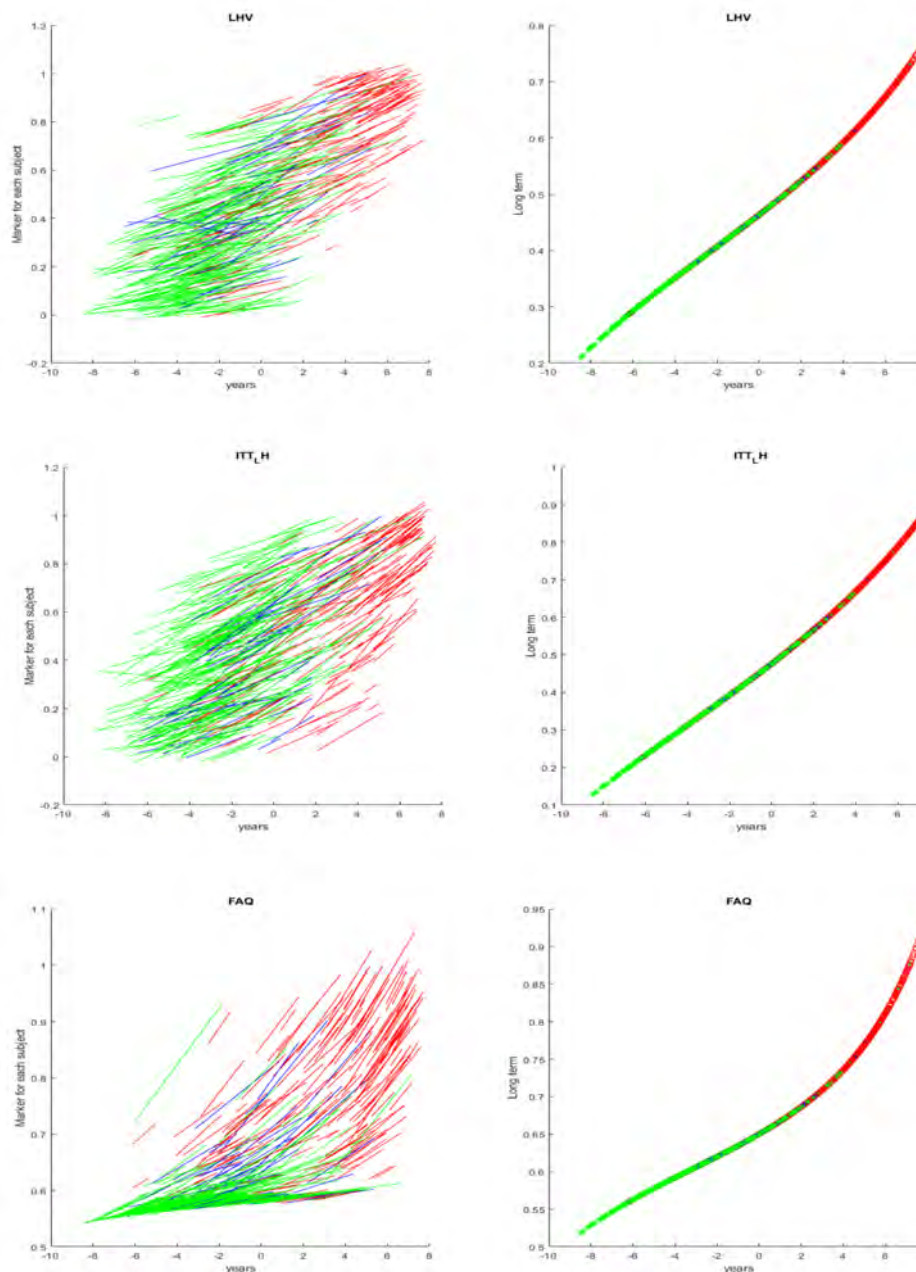 LHV
Marker for each subject
1.2
1
0.8
0.6
0.4
0.2
0
-0.2
-10 -8 -6 -4 -2 0 2 4 6 8
years
LHV
Long term
0.8
0.7
0.6
0.5
0.4
0.3
0.2
-10 -8 -6 -4 -2 0 2 4 6
years
ITT_LH
Marker for each subject
1.2
1
0.8
0.6
0.4
0.2
0
-0.2
-10 -8 -6 -4 -2 0 2 4 6 8
years
ITT_LH
Long term
1
0.9
0.8
0.7
0.6
0.5
0.4
0.3
0.2
0.1
-10 -8 -6 -4 -2 0 2 4 6
years
FAQ
Marker for each subject
1.1
1
0.9
0.8
0.7
0.6
0.5
-10 -8 -6 -4 -2 0 2 4 6 8
years
FAQ
Long term
0.95
0.9
0.85
0.8
0.75
0.7
0.65
0.6
0.55
0.5
-10 -8 -6 -4 -2 0 2 4 6
years